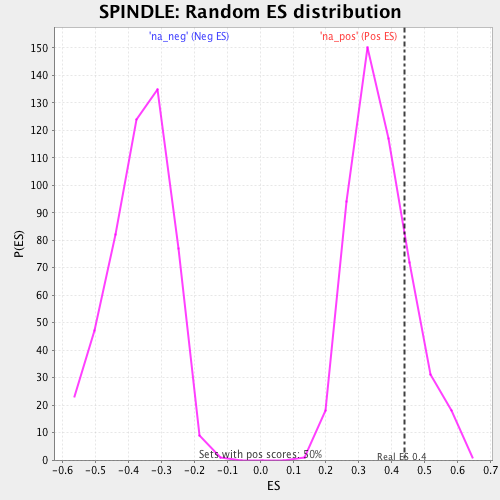 SPINDLE: Random ES distribution
'na_neg' (Neg ES)
'na_pos' (Pos ES)
150
140
130
120
110
100
90
80
70
60
50
40
30
20
10
0
P(ES)
Sets with pos scores: 50%
Real ES 0.4
-0.6 -0.5 -0.4 -0.3 -0.2 -0.1 0.0 0.1 0.2 0.3 0.4 0.5 0.6 0.7
ES